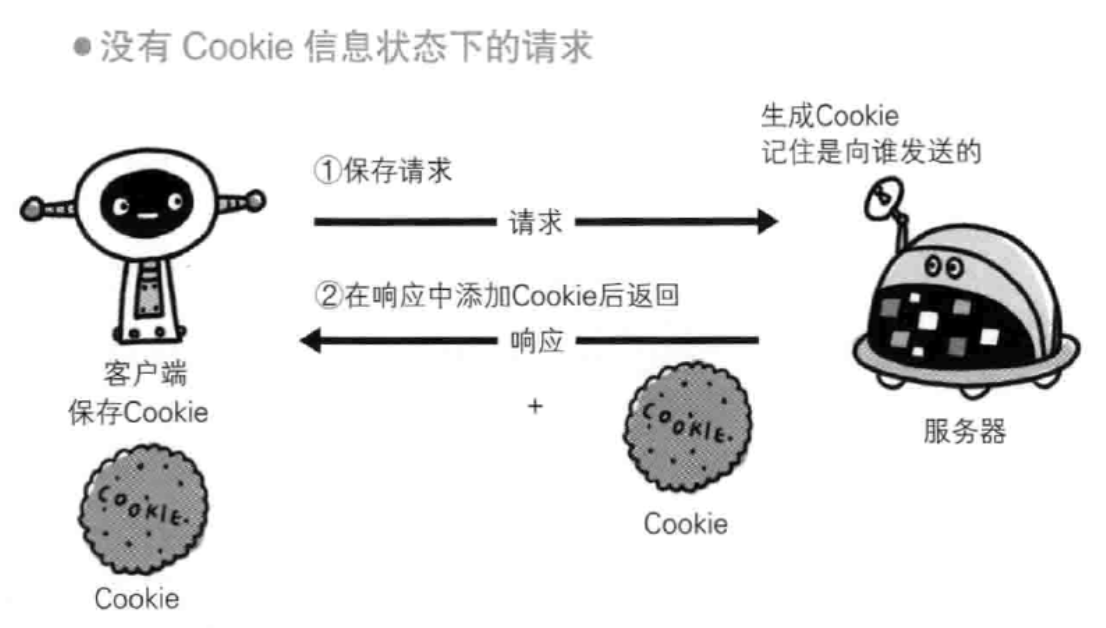 ●没有 Cookie 信息状态下的请求
生成Cookie
记住是向谁发送的
①保存请求
请求
②在响应中添加Cookie后返回
响应
客户端
保存Cookie
+
COOKIE.
Cookie
服务器
COOKIE.
Cookie